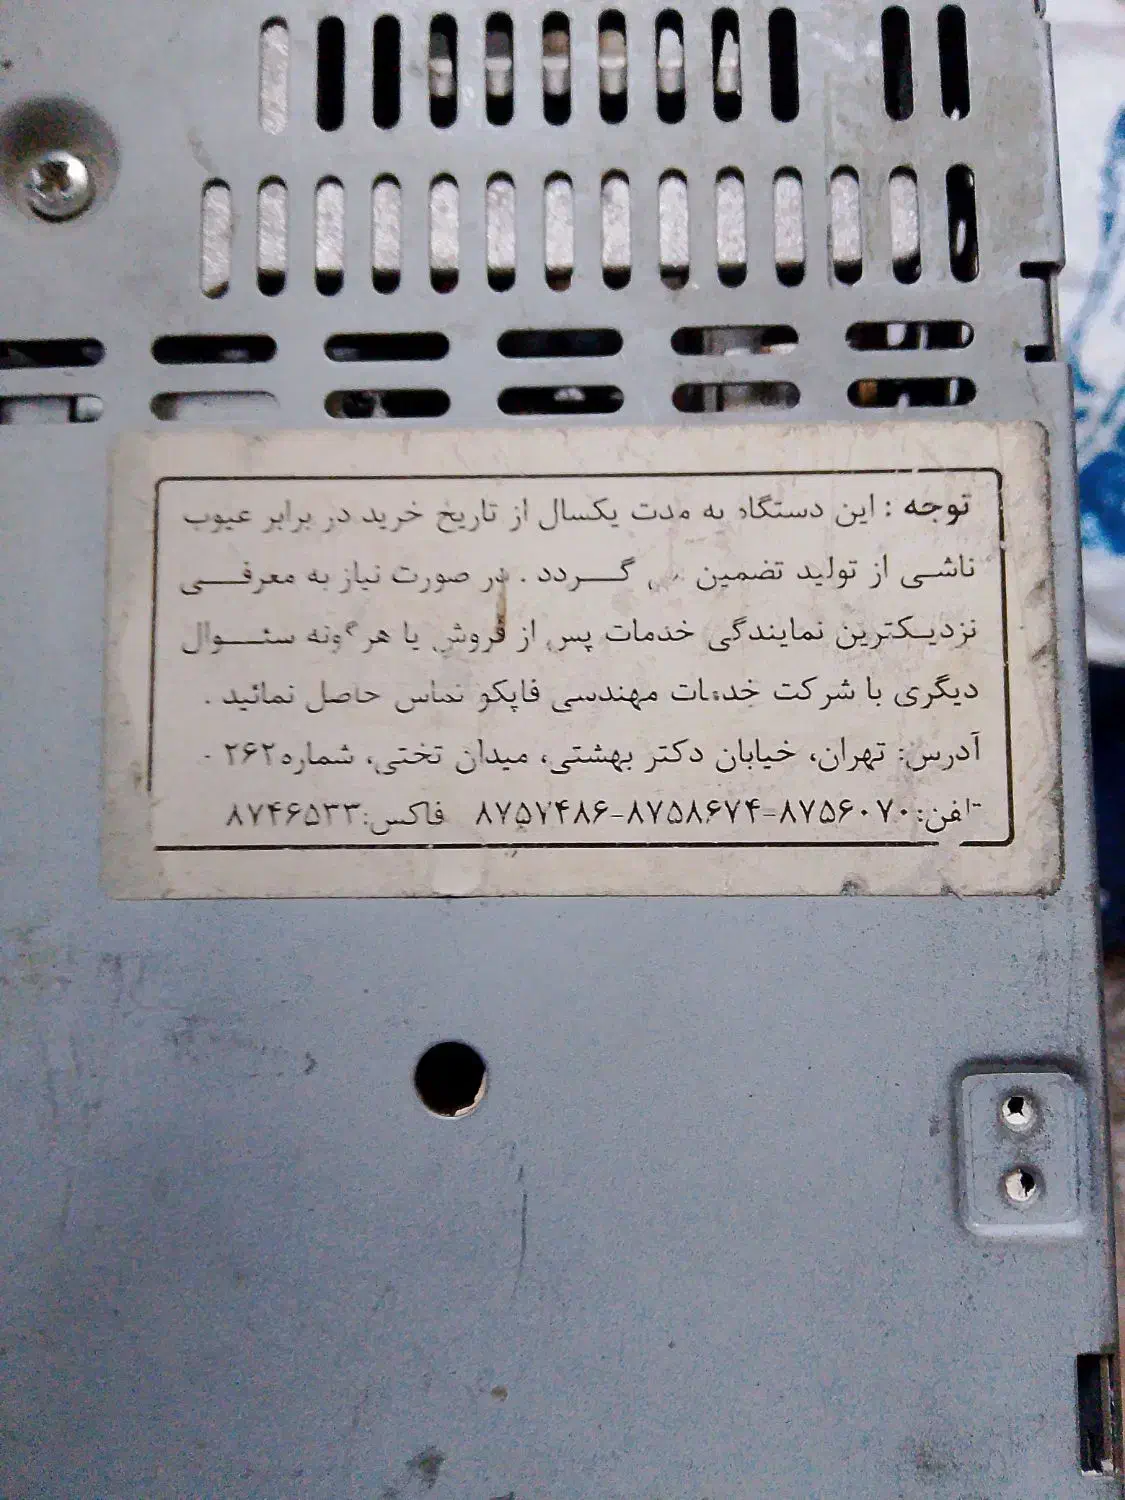 توجه : این دستگاه به مدت یکسال از تاریخ خرید در برابر عیوب
ناشی از تولید تضمین می گردد . در صورت نیاز به معرفی
نزدیکترین نمایندگی خدمات پس از فروش یا هرگونه سئوال
دیگری با شرکت خدمات مهندسی فاپکو تماس حاصل نمائید .
آدرس: تهران، خیابان دکتر بهشتی، میدان تختی، شماره ۲۶۲ -
تلفن: ۸۷۵۶۰۷۰-۸۷۵۸۶۷۴-۸۷۵۷۴۸۶ فاکس: ۸۷۴۶۵۳۳